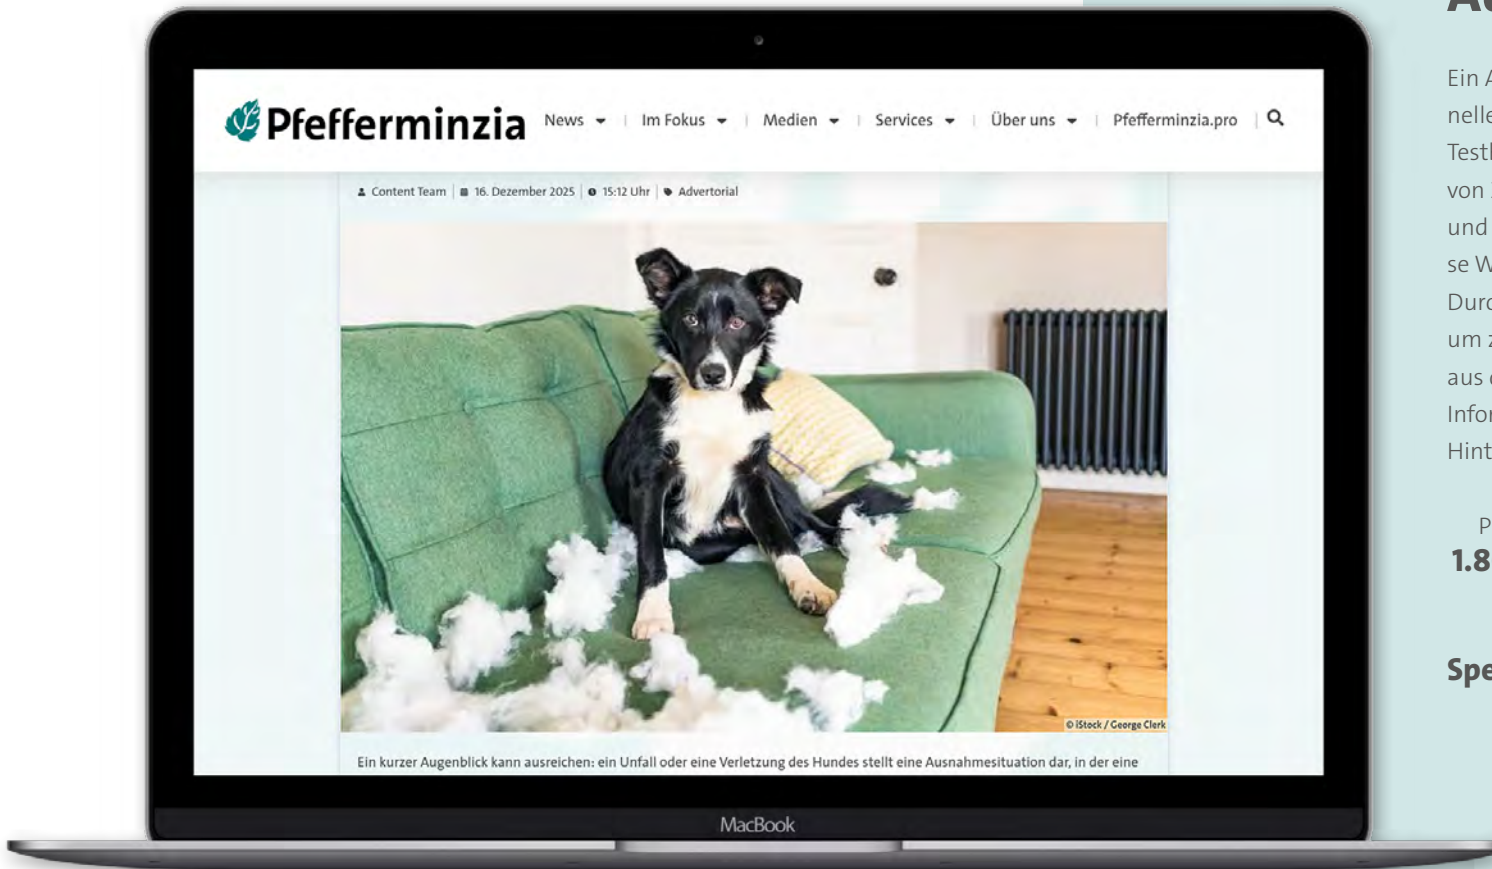 Pfefferminzia
News
Im Fokus
Medien
Services
Über uns
Pfefferminzia.pro
Content Team
16. Dezember 2025
15:12 Uhr
Advertorial
© iStock / George Clerk
Ein kurzer Augenblick kann ausreichen: ein Unfall oder eine Verletzung des Hundes stellt eine Ausnahmesituation dar, in der eine
MacBook
Ein
nelle
Test
von
und
se W
Durc
um z
aus
Infor
Hint
P
1.8
Spe